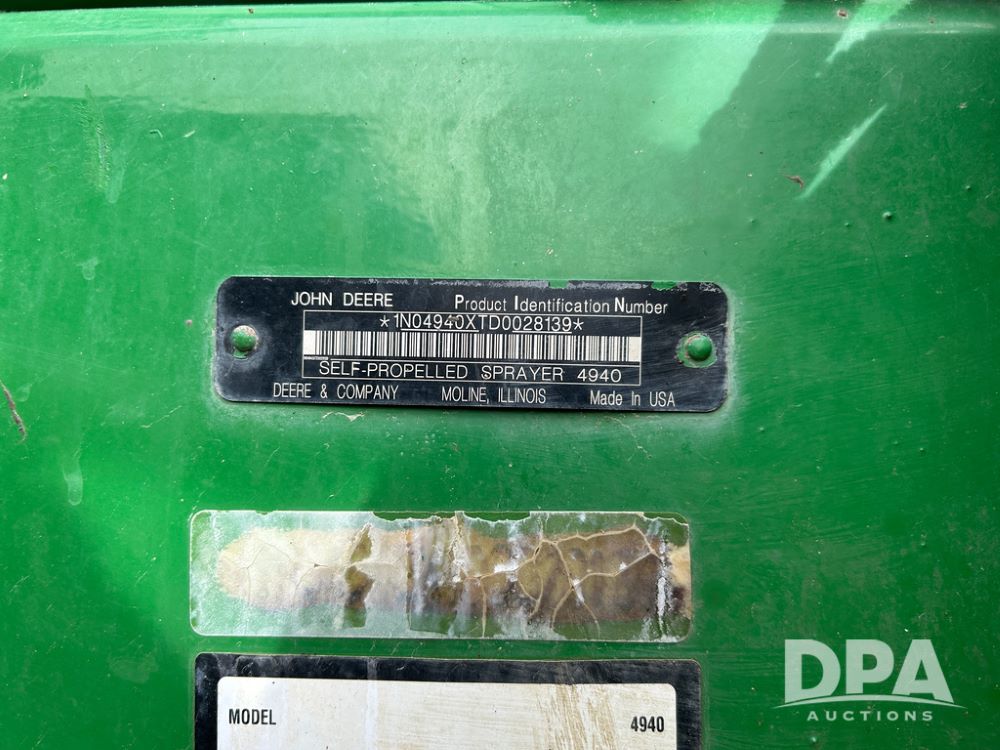 JOHN DEERE Product Identification Number
*1N04940XTD0028139*
SELF-PROPELLED SPRAYER 4940
DEERE & COMPANY MOLINE, ILLINOIS Made In USA
MODEL 4940
DPA
AUCTIONS